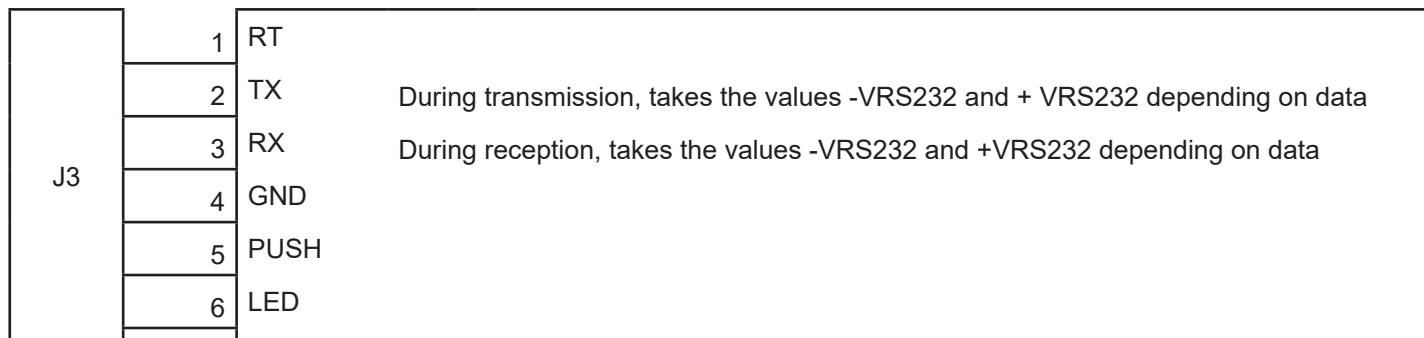 1 RT
2 TX During transmission, takes the values -VRS232 and + VRS232 depending on data
3 RX During reception, takes the values -VRS232 and +VRS232 depending on data
J3
4 GND
5 PUSH
6 LED